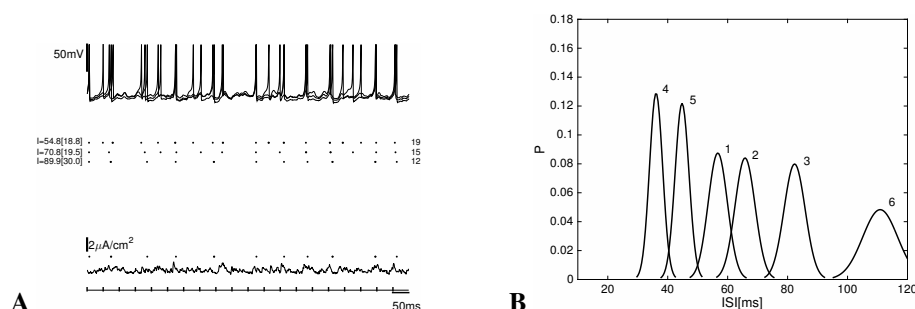 50mV
I=54.8[18.8] 19
I=70.8[19.5] 15
I=89.9[30.0] 12
2μA/cm²
50ms
A
0.18
0.16
0.14
0.12
0.1
0.08
0.06
0.04
0.02
0
P
4
5
1
2
3
6
20 40 60 80 100 120
ISI[ms]
B